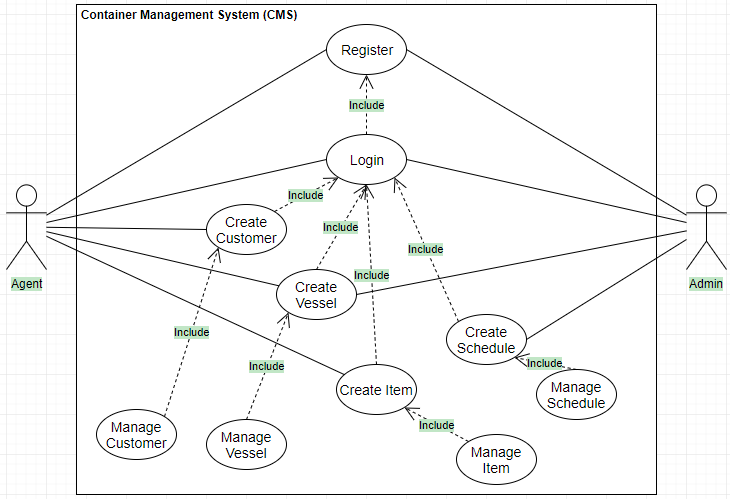 Container Management System (CMS)
Register
Include
Login
Include
Create
Customer
Include
Include
Include
Agent
Admin
Create
Vessel
Include
Create
Schedule
Include
Include
Create Item
Manage
Schedule
Include
Manage
Customer
Manage
Vessel
Manage
Item